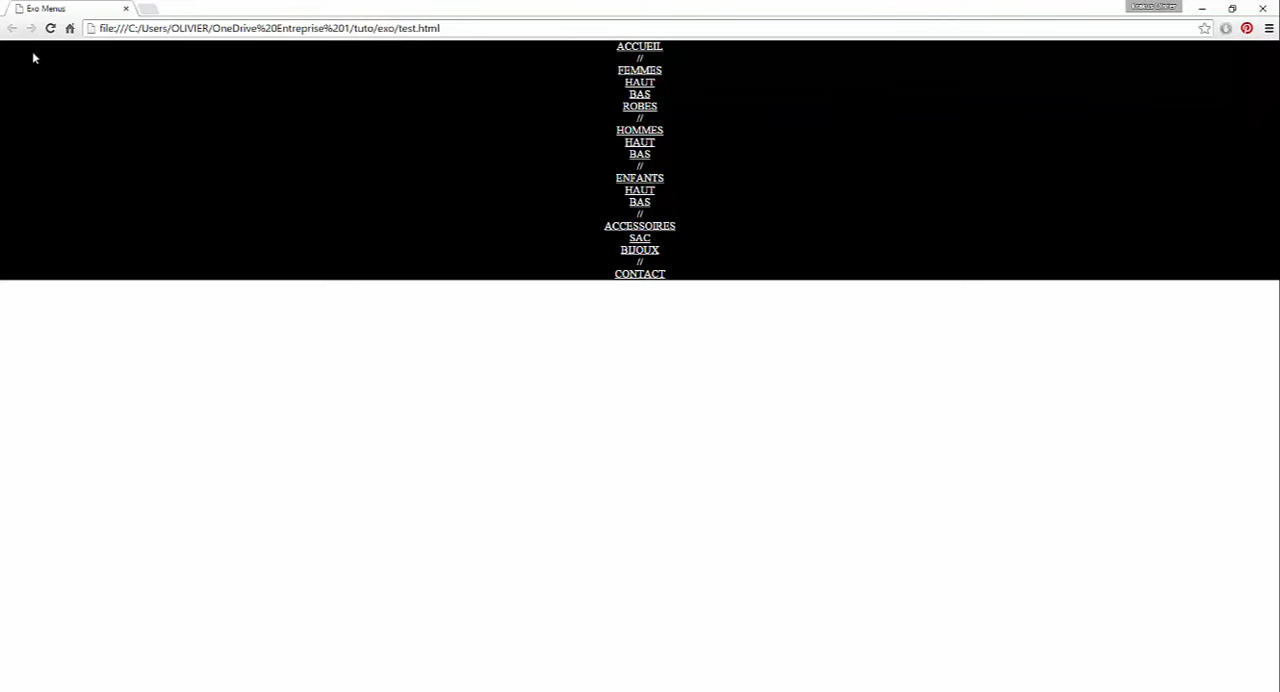 Exo Menus
file:///C:/Users/OLIVIER/OneDrive%20Entreprise%201/tuto/exo/test.html
ACCUEIL
//
FEMMES
HAUT
BAS
ROBES
//
HOMMES
HAUT
BAS
//
ENFANTS
HAUT
BAS
//
ACCESSOIRES
SAC
BIJOUX
//
CONTACT